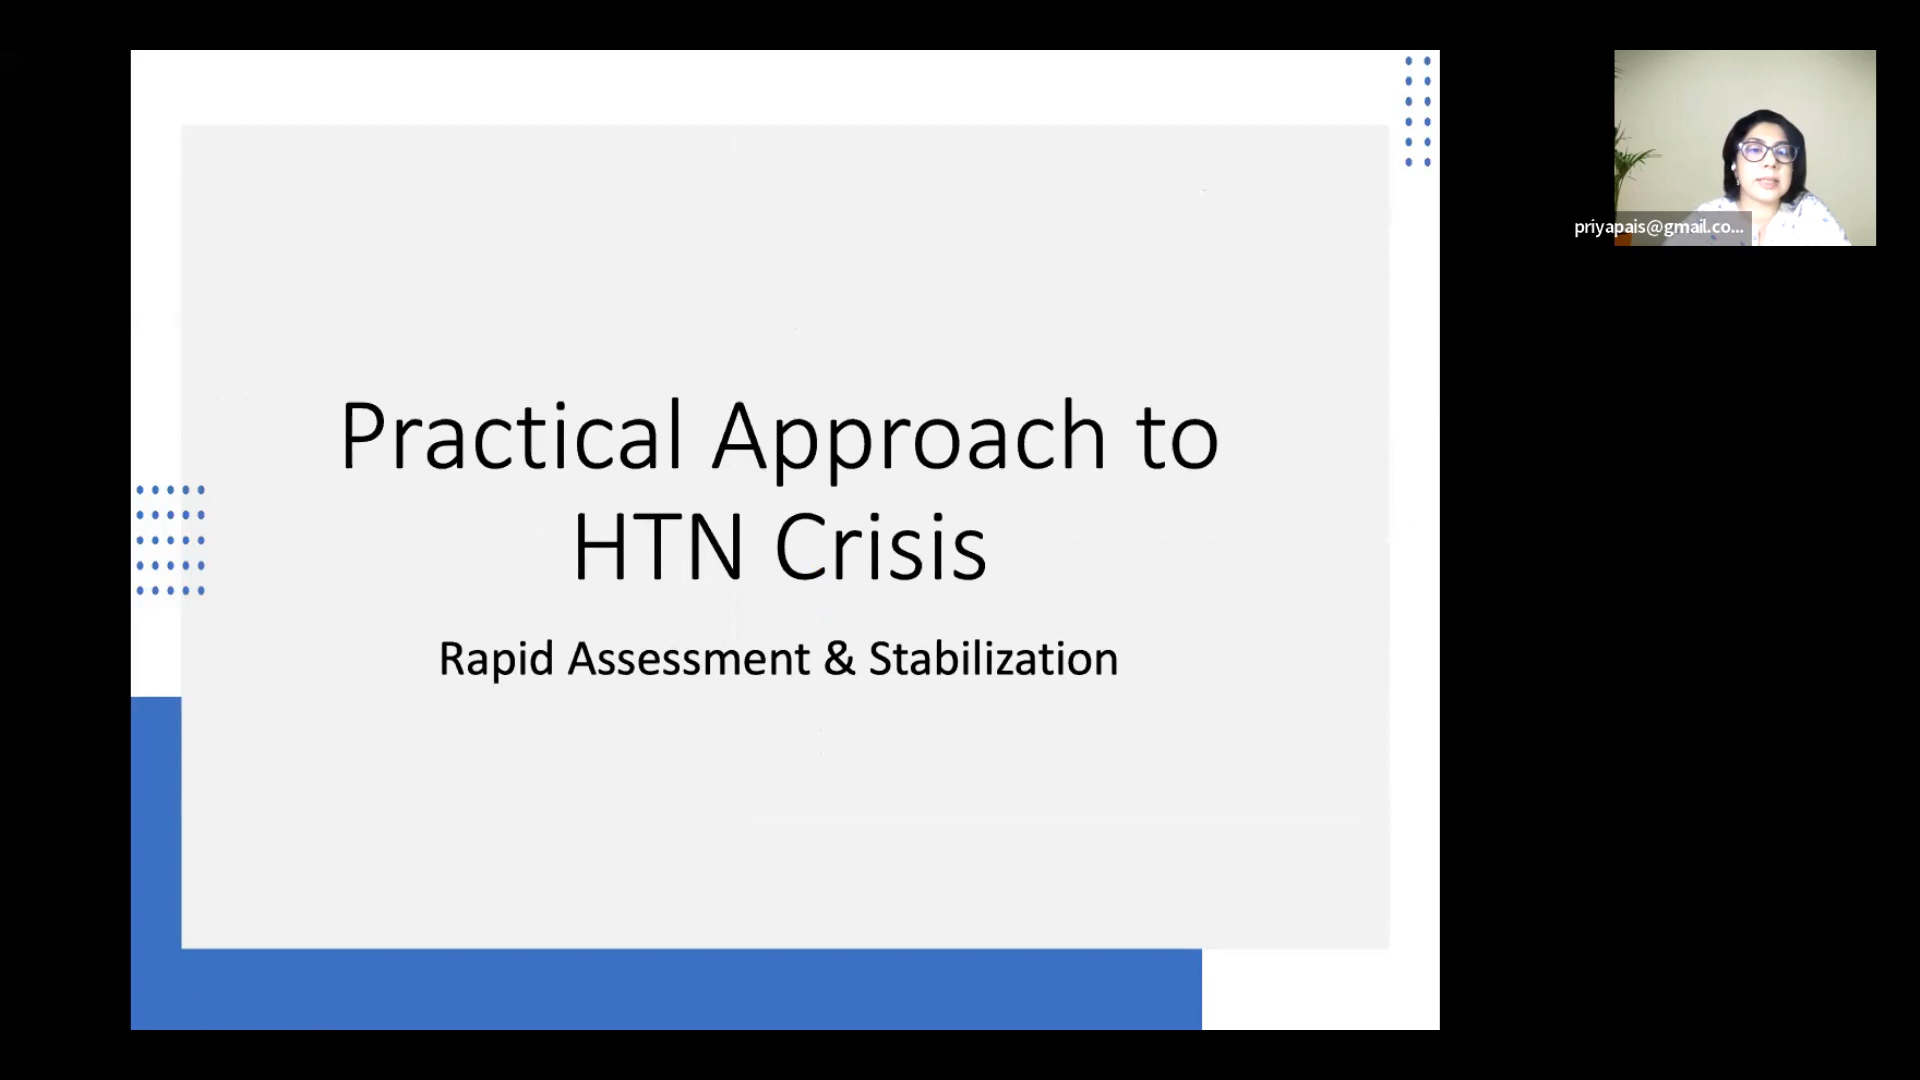 Practical Approach to
HTN Crisis
Rapid Assessment & Stabilization
priyapais@gmail.co...